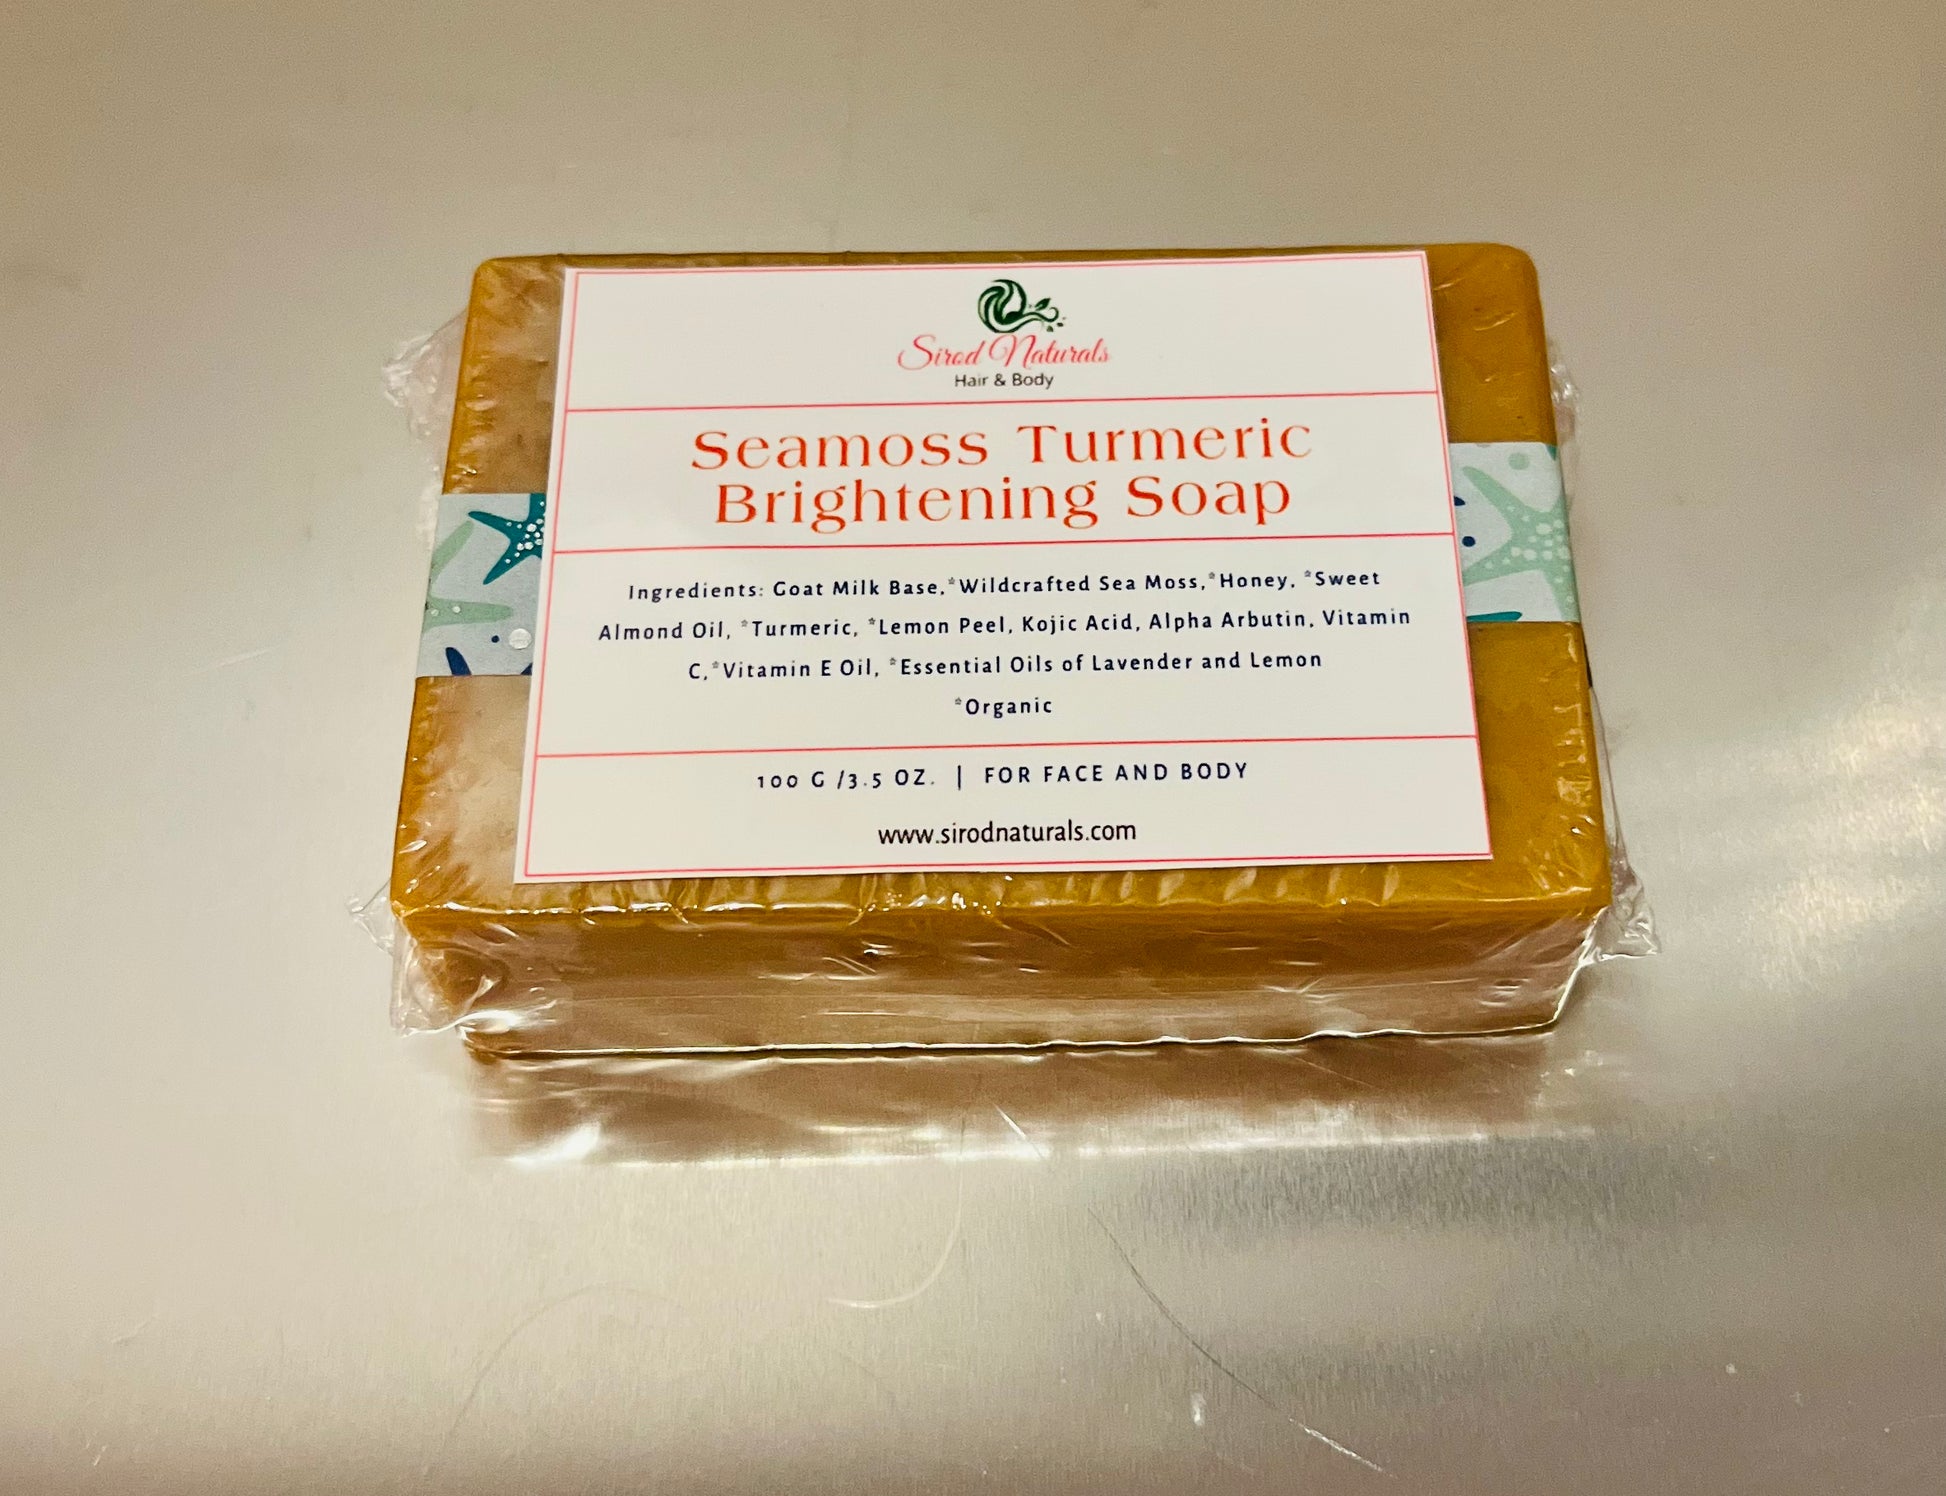 Sirod Naturals
Hair & Body
Seamoss Turmeric
Brightening Soap
Ingredients: Goat Milk Base,*Wildcrafted Sea Moss,*Honey, *Sweet
Almond Oil, *Turmeric, *Lemon Peel, Kojic Acid, Alpha Arbutin, Vitamin
C,*Vitamin E Oil, *Essential Oils of Lavender and Lemon
*Organic
100 G /3.5 OZ. | FOR FACE AND BODY
www.sirodnaturals.com